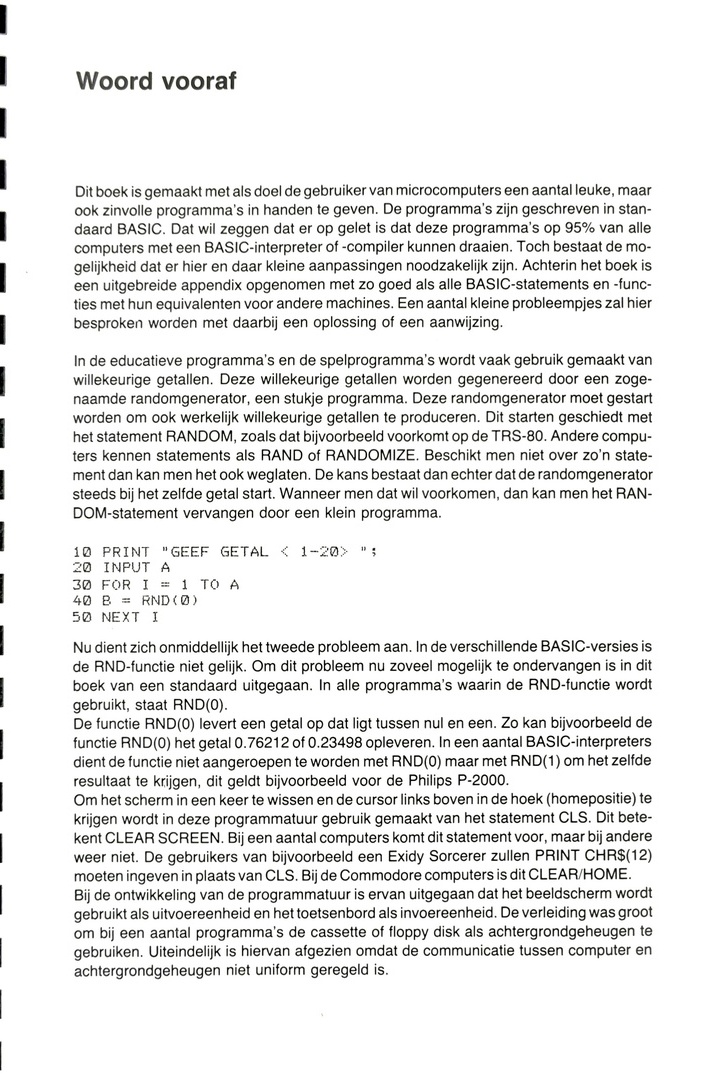 Woord vooraf
Dit boek is gemaakt met als doel de gebruiker van microcomputers een aantal leuke, maar
ook zinvolle programma's in handen te geven. De programma's zijn geschreven in stan-
daard BASIC. Dat wil zeggen dat er op gelet is dat deze programma's op 95% van alle
computers met een BASIC-interpreter of -compiler kunnen draaien. Toch bestaat de mo-
gelijkheid dat er hier en daar kleine aanpassingen noodzakelijk zijn. Achterin het boek is
een uitgebreide appendix opgenomen met zo goed als alle BASIC-statements en -func-
ties met hun equivalenten voor andere machines. Een aantal kleine probleempjes zal hier
besproken worden met daarbij een oplossing of een aanwijzing.
In de educatieve programma's en de spelprogramma's wordt vaak gebruik gemaakt van
willekeurige getallen. Deze willekeurige getallen worden gegenereerd door een zoge-
naamde randomgenerator, een stukje programma. Deze randomgenerator moet gestart
worden om ook werkelijk willekeurige getallen te produceren. Dit starten geschiedt met
het statement RANDOM, zoals dat bijvoorbeeld voorkomt op de TRS-80. Andere compu-
ters kennen statements als RAND of RANDOMIZE. Beschikt men niet over zo'n state-
ment dan kan men het ook weglaten. De kans bestaat dan echter dat de randomgenerator
steeds bij het zelfde getal start. Wanneer men dat wil voorkomen, dan kan men het RAN-
DOM-statement vervangen door een klein programma.
10 PRINT "GEEF GETAL < 1-20> ";
20 INPUT A
30 FOR I = 1 TO A
40 B = RND(0)
50 NEXT I
Nu dient zich onmiddellijk het tweede probleem aan. In de verschillende BASIC-versies is
de RND-functie niet gelijk. Om dit probleem nu zoveel mogelijk te ondervangen is in dit
boek van een standaard uitgegaan. In alle programma's waarin de RND-functie wordt
gebruikt, staat RND(0).
De functie RND(0) levert een getal op dat ligt tussen nul en een. Zo kan bijvoorbeeld de
functie RND(0) het getal 0.76212 of 0.23498 opleveren. In een aantal BASIC-interpreters
dient de functie niet aangeroepen te worden met RND(0) maar met RND(1) om het zelfde
resultaat te krijgen, dit geldt bijvoorbeeld voor de Philips P-2000.
Om het scherm in een keer te wissen en de cursor links boven in de hoek (homepositie) te
krijgen wordt in deze programmatuur gebruik gemaakt van het statement CLS. Dit bete-
kent CLEAR SCREEN. Bij een aantal computers komt dit statement voor, maar bij andere
weer niet. De gebruikers van bijvoorbeeld een Exidy Sorcerer zullen PRINT CHR$(12)
moeten ingeven in plaats van CLS. Bij de Commodore computers is dit CLEAR/HOME.
Bij de ontwikkeling van de programmatuur is ervan uitgegaan dat het beeldscherm wordt
gebruikt als uitvoereenheid en het toetsenbord als invoereenheid. De verleiding was groot
om bij een aantal programma's de cassette of floppy disk als achtergrondgeheugen te
gebruiken. Uiteindelijk is hiervan afgezien omdat de communicatie tussen computer en
achtergrondgeheugen niet uniform geregeld is.